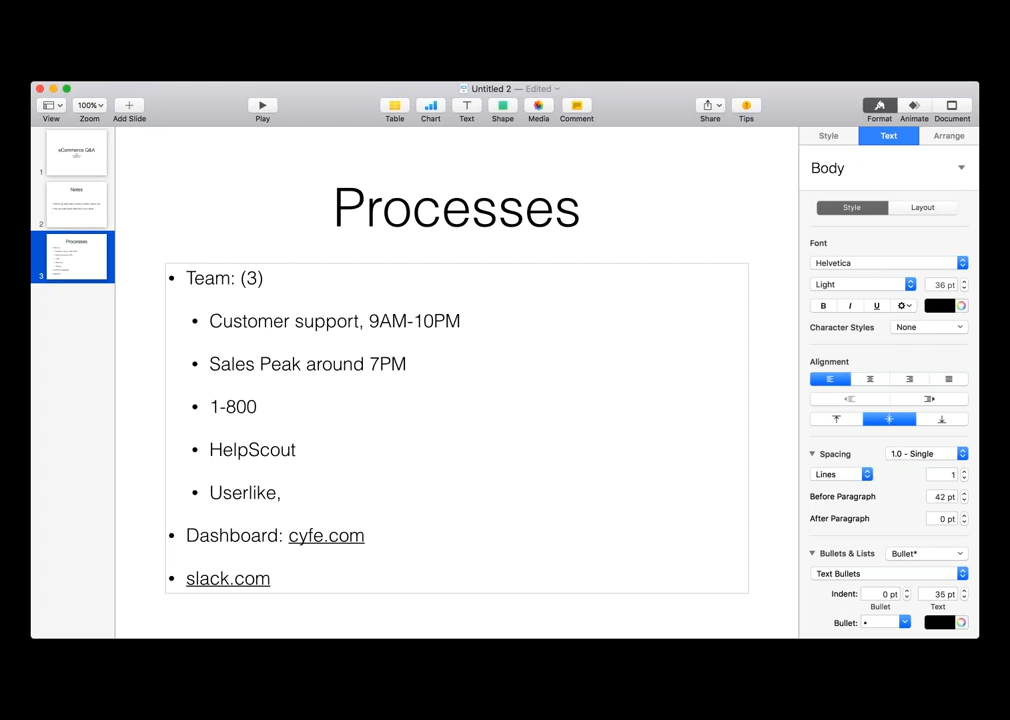 Untitled 2 — Edited
100%
View
Zoom
Add Slide
Play
Table
Chart
Text
Shape
Media
Comment
Share
Tips
Format
Animate
Document
eCommerce Q&A
1
Notes
2
Processes
3
Processes
• Team: (3)
• Customer support, 9AM-10PM
• Sales Peak around 7PM
• 1-800
• HelpScout
• Userlike,
• Dashboard: cyfe.com
• slack.com
Style
Text
Arrange
Body
Style
Layout
Font
Helvetica
Light
36 pt
B
I
U
Character Styles
None
Alignment
Spacing
1.0 - Single
Lines
1
Before Paragraph
42 pt
After Paragraph
0 pt
Bullets & Lists
Bullet*
Text Bullets
Indent:
0 pt
35 pt
Bullet
Text
Bullet: •